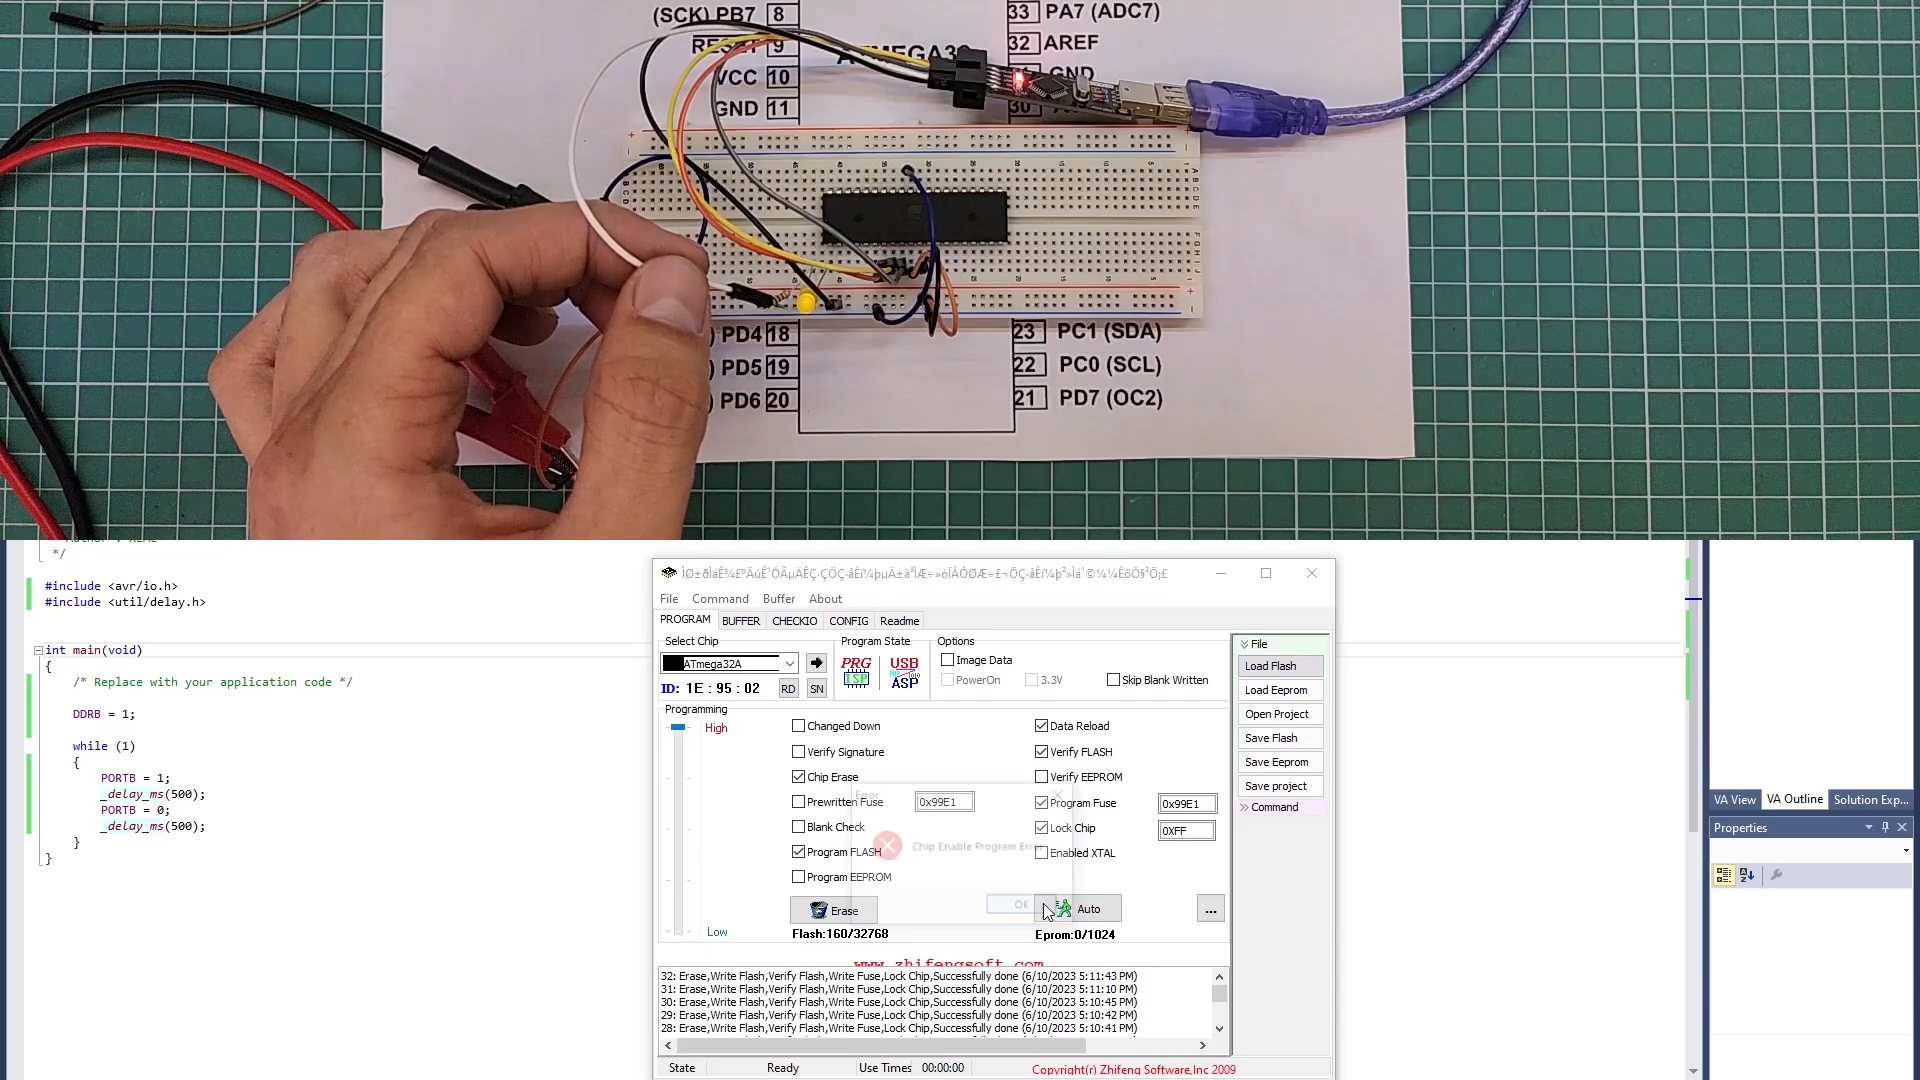 (SCK) PB7 8
33 PA7 (ADC7)
9
32 AREF
VCC 10
GND
GND 11
30
PD4 18
23 PC1 (SDA)
PD5 19
22 PC0 (SCL)
) PD6 20
21 PD7 (OC2)
*/
#include <avr/io.h>
#include <util/delay.h>
int main(void)
{
/* Replace with your application code */
DDRB = 1;
while (1)
{
PORTB = 1;
_delay_ms(500);
PORTB = 0;
_delay_ms(500);
}
}
File Command Buffer About
PROGRAM BUFFER CHECKIO CONFIG Readme
Select Chip
Program State
Options
ATmega32A
PRG
ISP
USB
ASP
Image Data
PowerOn
3.3V
Skip Blank Written
ID: 1E : 95 : 02 RD SN
Programming
High
Low
Changed Down
Data Reload
Verify Signature
Verify FLASH
Chip Erase
Verify EEPROM
Prewritten Fuse 0x99E1
Program Fuse 0x99E1
Blank Check
Lock Chip 0XFF
Program FLASH
Enabled XTAL
Program EEPROM
Error
Chip Enable Program Error
OK
Erase
Auto
...
Flash:160/32768
Eprom:0/1024
www.zhifengsoft.com
32: Erase,Write Flash,Verify Flash,Write Fuse,Lock Chip,Successfully done (6/10/2023 5:11:43 PM)
31: Erase,Write Flash,Verify Flash,Write Fuse,Lock Chip,Successfully done (6/10/2023 5:11:10 PM)
30: Erase,Write Flash,Verify Flash,Write Fuse,Lock Chip,Successfully done (6/10/2023 5:10:45 PM)
29: Erase,Write Flash,Verify Flash,Write Fuse,Lock Chip,Successfully done (6/10/2023 5:10:42 PM)
28: Erase,Write Flash,Verify Flash,Write Fuse,Lock Chip,Successfully done (6/10/2023 5:10:41 PM)
State Ready Use Times 00:00:00 Copyright(r) Zhifeng Software,Inc 2009
File
Load Flash
Load Eeprom
Open Project
Save Flash
Save Eeprom
Save project
Command
VA View VA Outline Solution Exp...
Properties